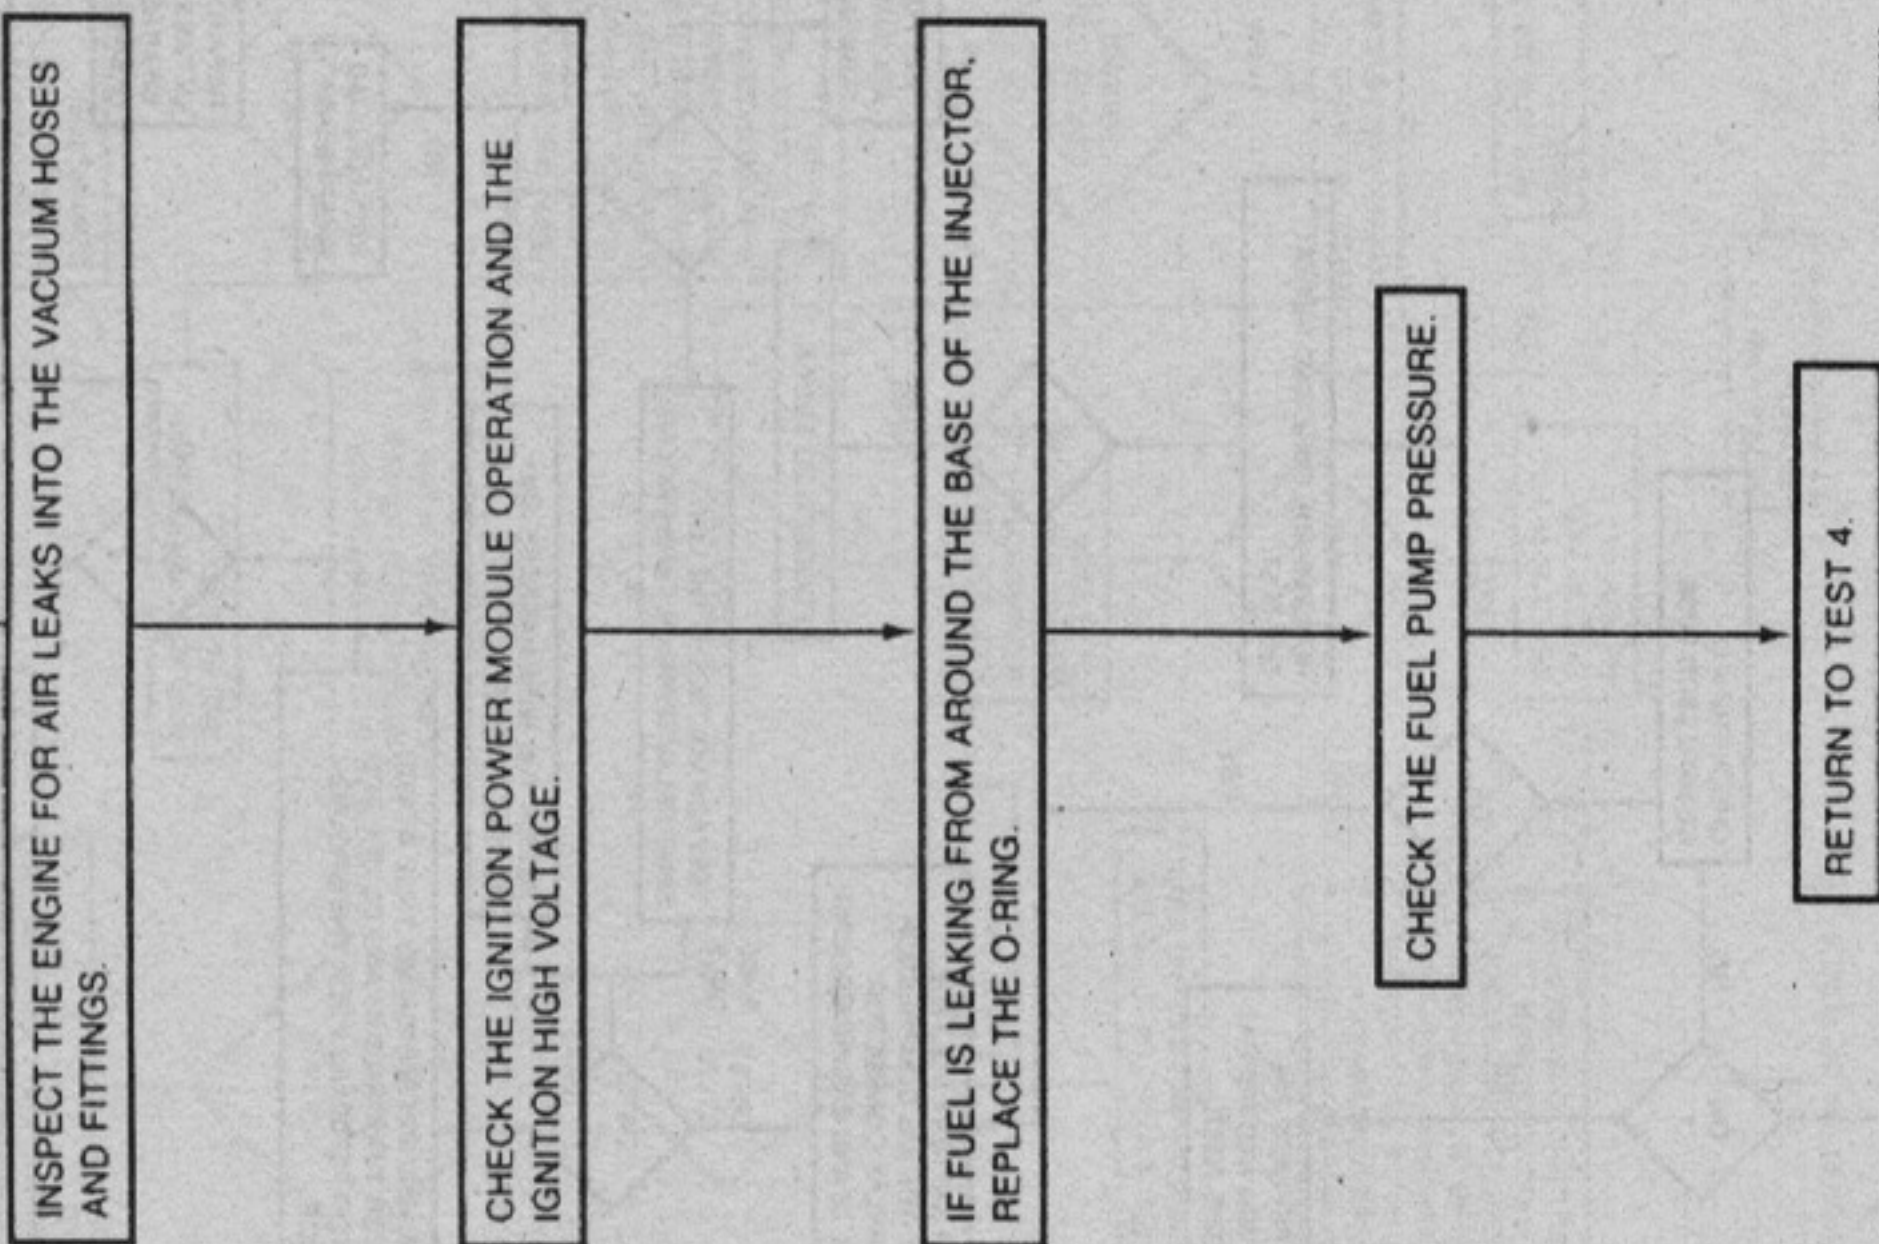 INSPECT THE ENGINE FOR AIR LEAKS INTO THE VACUUM HOSES
AND FITTINGS.
CHECK THE IGNITION POWER MODULE OPERATION AND THE
IGNITION HIGH VOLTAGE.
IF FUEL IS LEAKING FROM AROUND THE BASE OF THE INJECTOR,
REPLACE THE O-RING.
CHECK THE FUEL PUMP PRESSURE.
RETURN TO TEST 4.